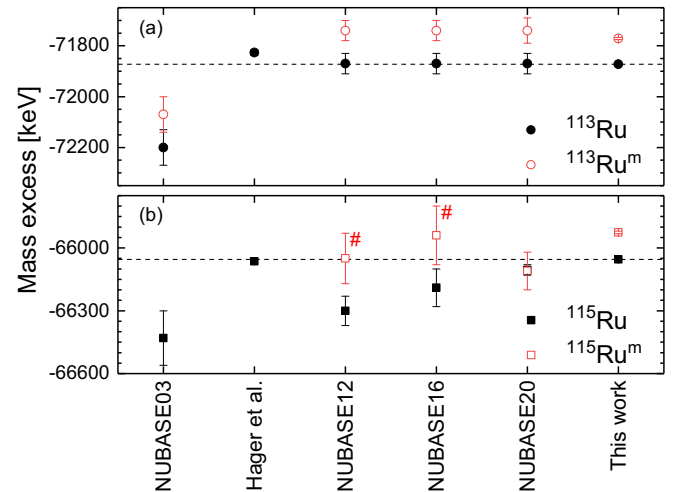 Mass excess [keV]
(a)
-71800
-72000
-72200
¹¹³Ru
¹¹³Ruᵐ
(b)
#
#
-66000
-66300
-66600
¹¹⁵Ru
¹¹⁵Ruᵐ
NUBASE03
Hager et al.
NUBASE12
NUBASE16
NUBASE20
This work